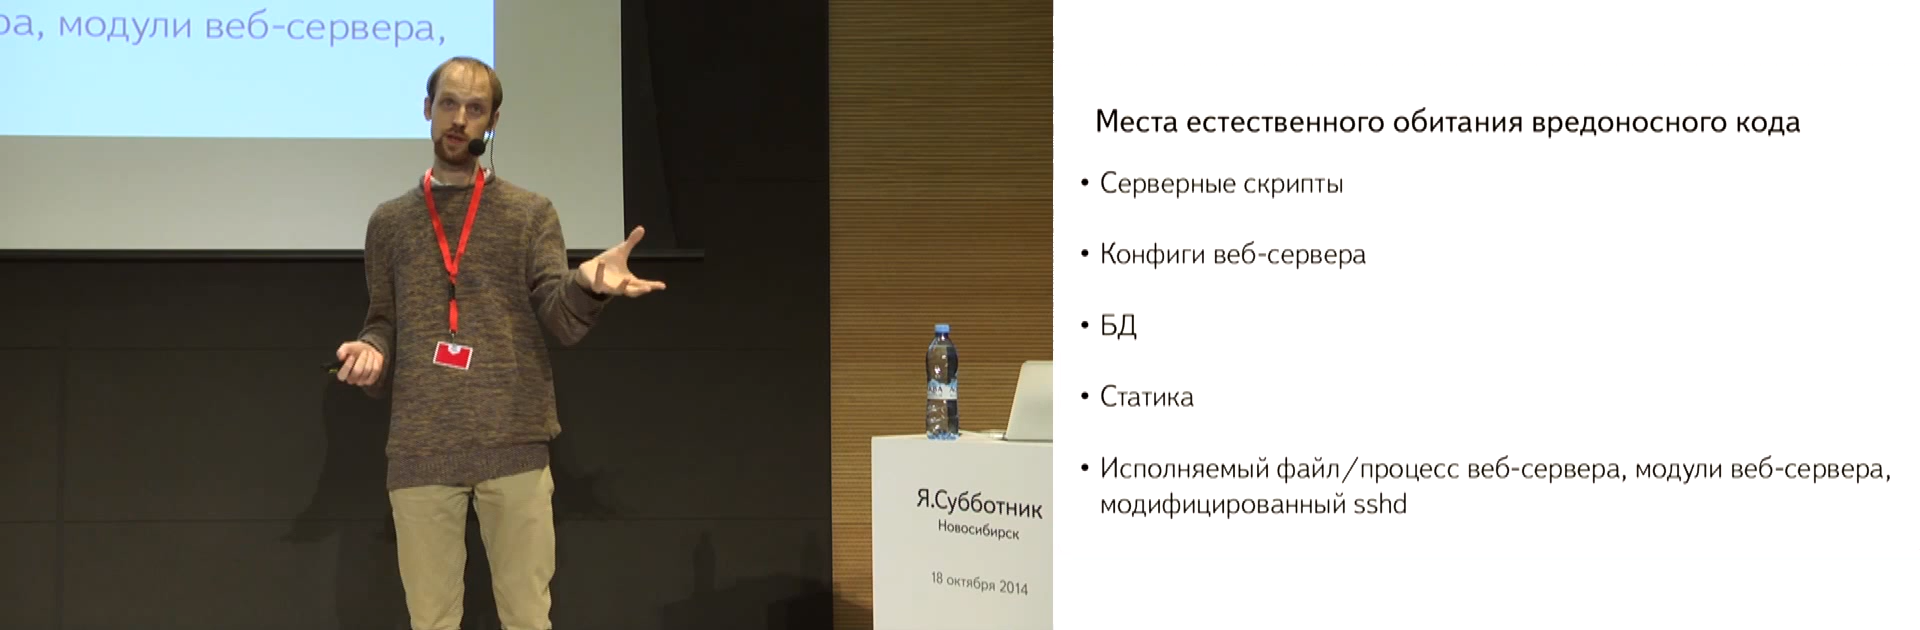 ра, модули веб-сервера,
Я.Субботник
Новосибирск
18 октября 2014
Места естественного обитания вредоносного кода
• Серверные скрипты
• Конфиги веб-сервера
• БД
• Статика
• Исполняемый файл/процесс веб-сервера, модули веб-сервера,
модифицированный sshd